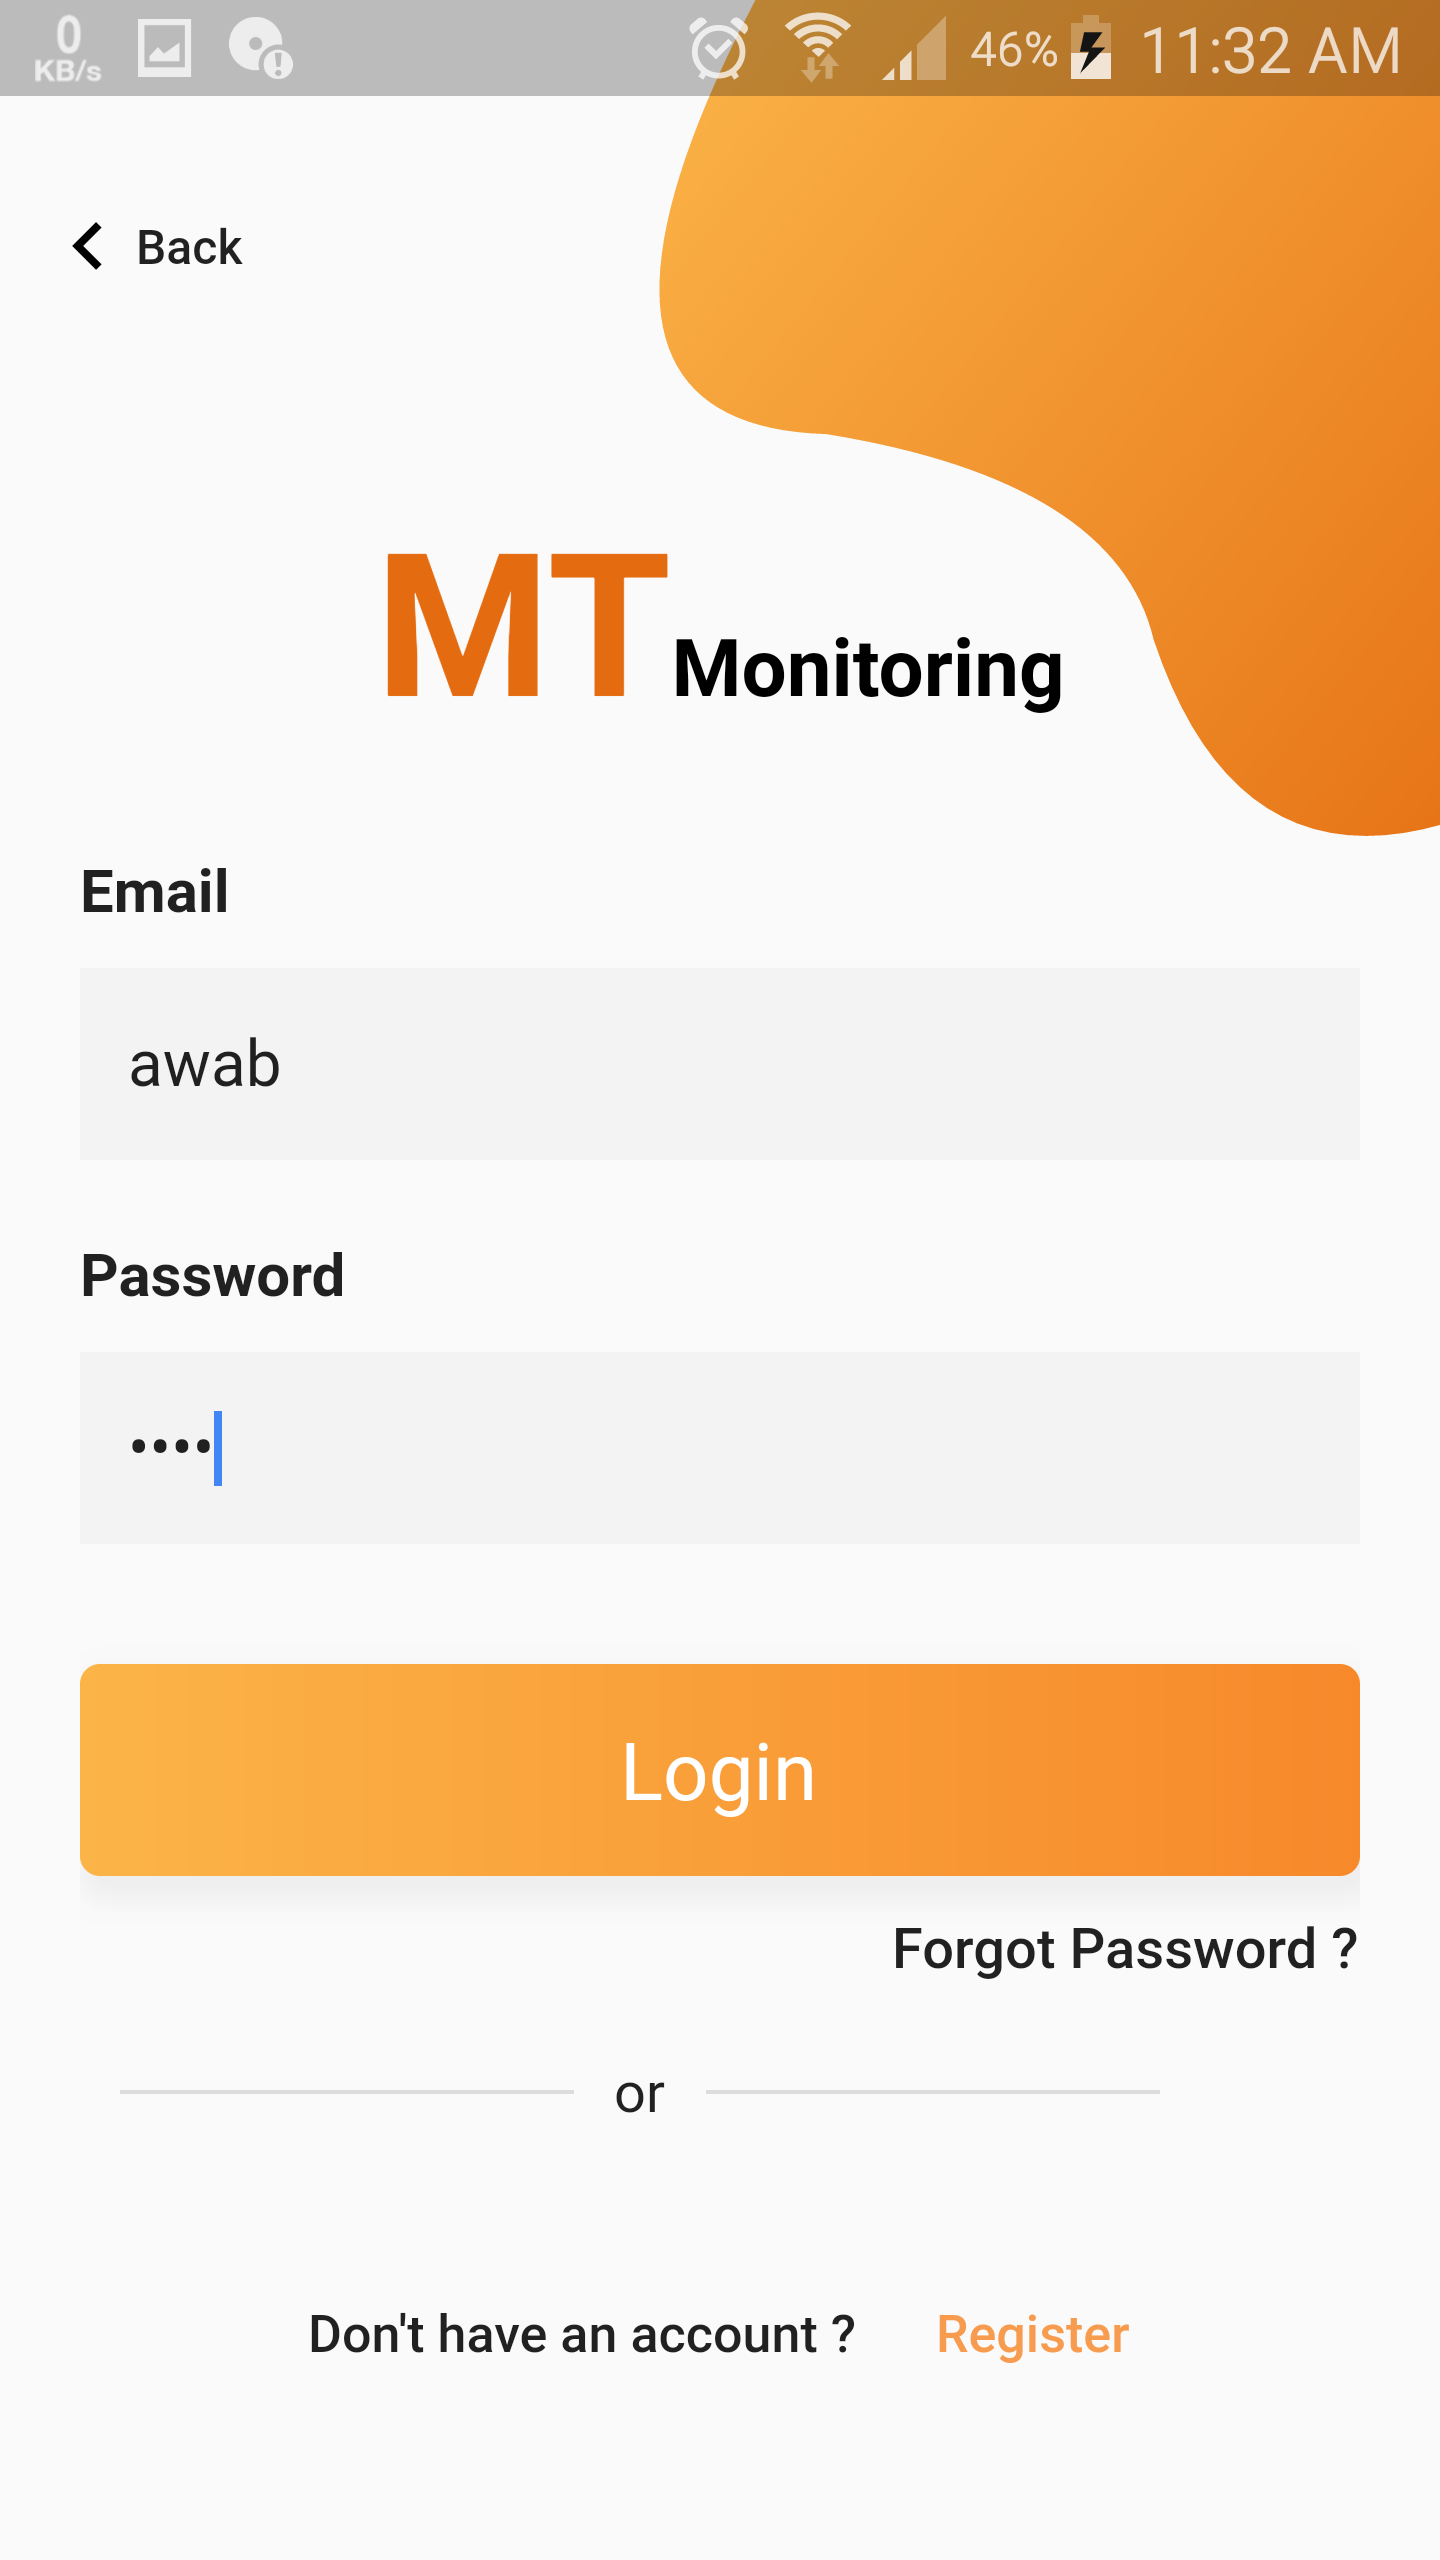 0
KB/s
46%
11:32 AM
Back
MT Monitoring
Email
awab
Password
••••
Login
Forgot Password ?
or
Don't have an account ? Register